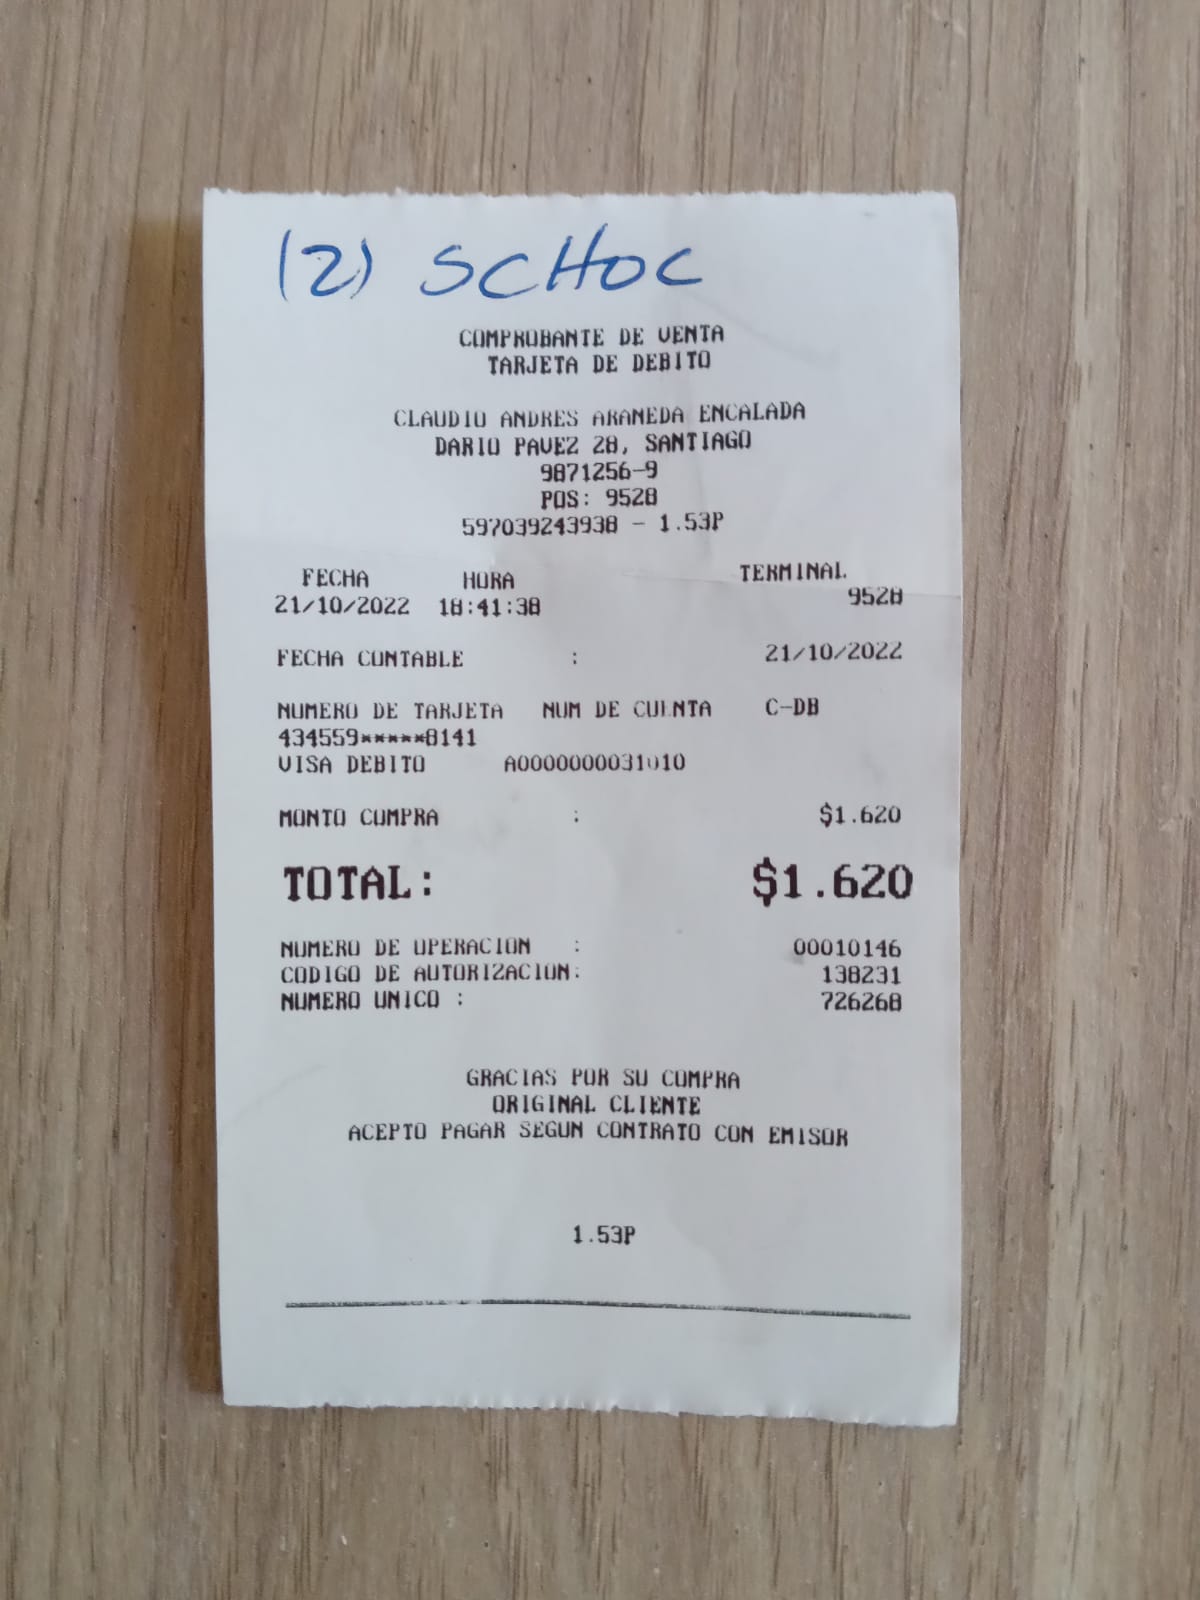 (2) SCHOC
COMPROBANTE DE VENTA
TARJETA DE DEBITO
CLAUDIO ANDRES ARANEDA ENCALADA
DARIO PAVEZ 28, SANTIAGO
9871256-9
POS: 9528
597039243938 - 1.53P
FECHA HORA TERMINAL
21/10/2022 18:41:38 9528
FECHA CONTABLE : 21/10/2022
NUMERO DE TARJETA NUM DE CUENTA C-DB
434559*****8141
VISA DEBITO A0000000031010
MONTO COMPRA : $1.620
TOTAL: $1.620
NUMERO DE OPERACION : 00010146
CODIGO DE AUTORIZACION: 138231
NUMERO UNICO : 726268
GRACIAS POR SU COMPRA
ORIGINAL CLIENTE
ACEPTO PAGAR SEGUN CONTRATO CON EMISOR
1.53P